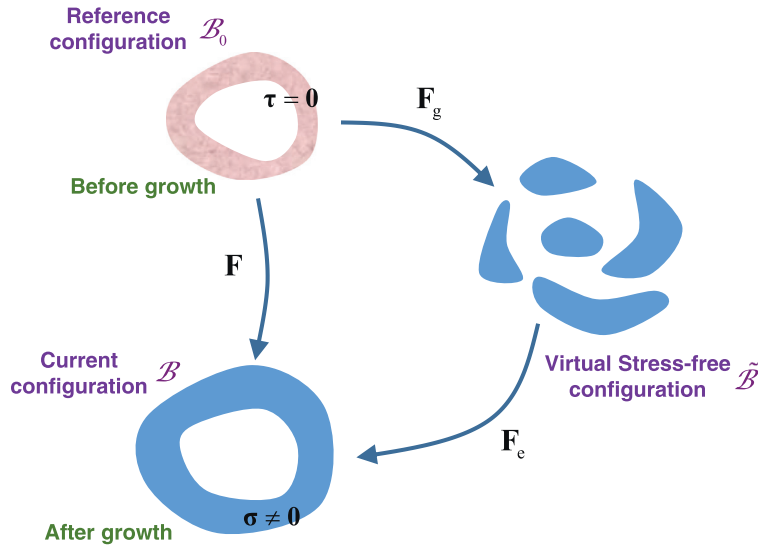 Reference
configuration ℬ₀
τ = 0
F_g
Before growth
F
Current
configuration ℬ
Virtual Stress-free
configuration ℬ̃
F_e
σ ≠ 0
After growth